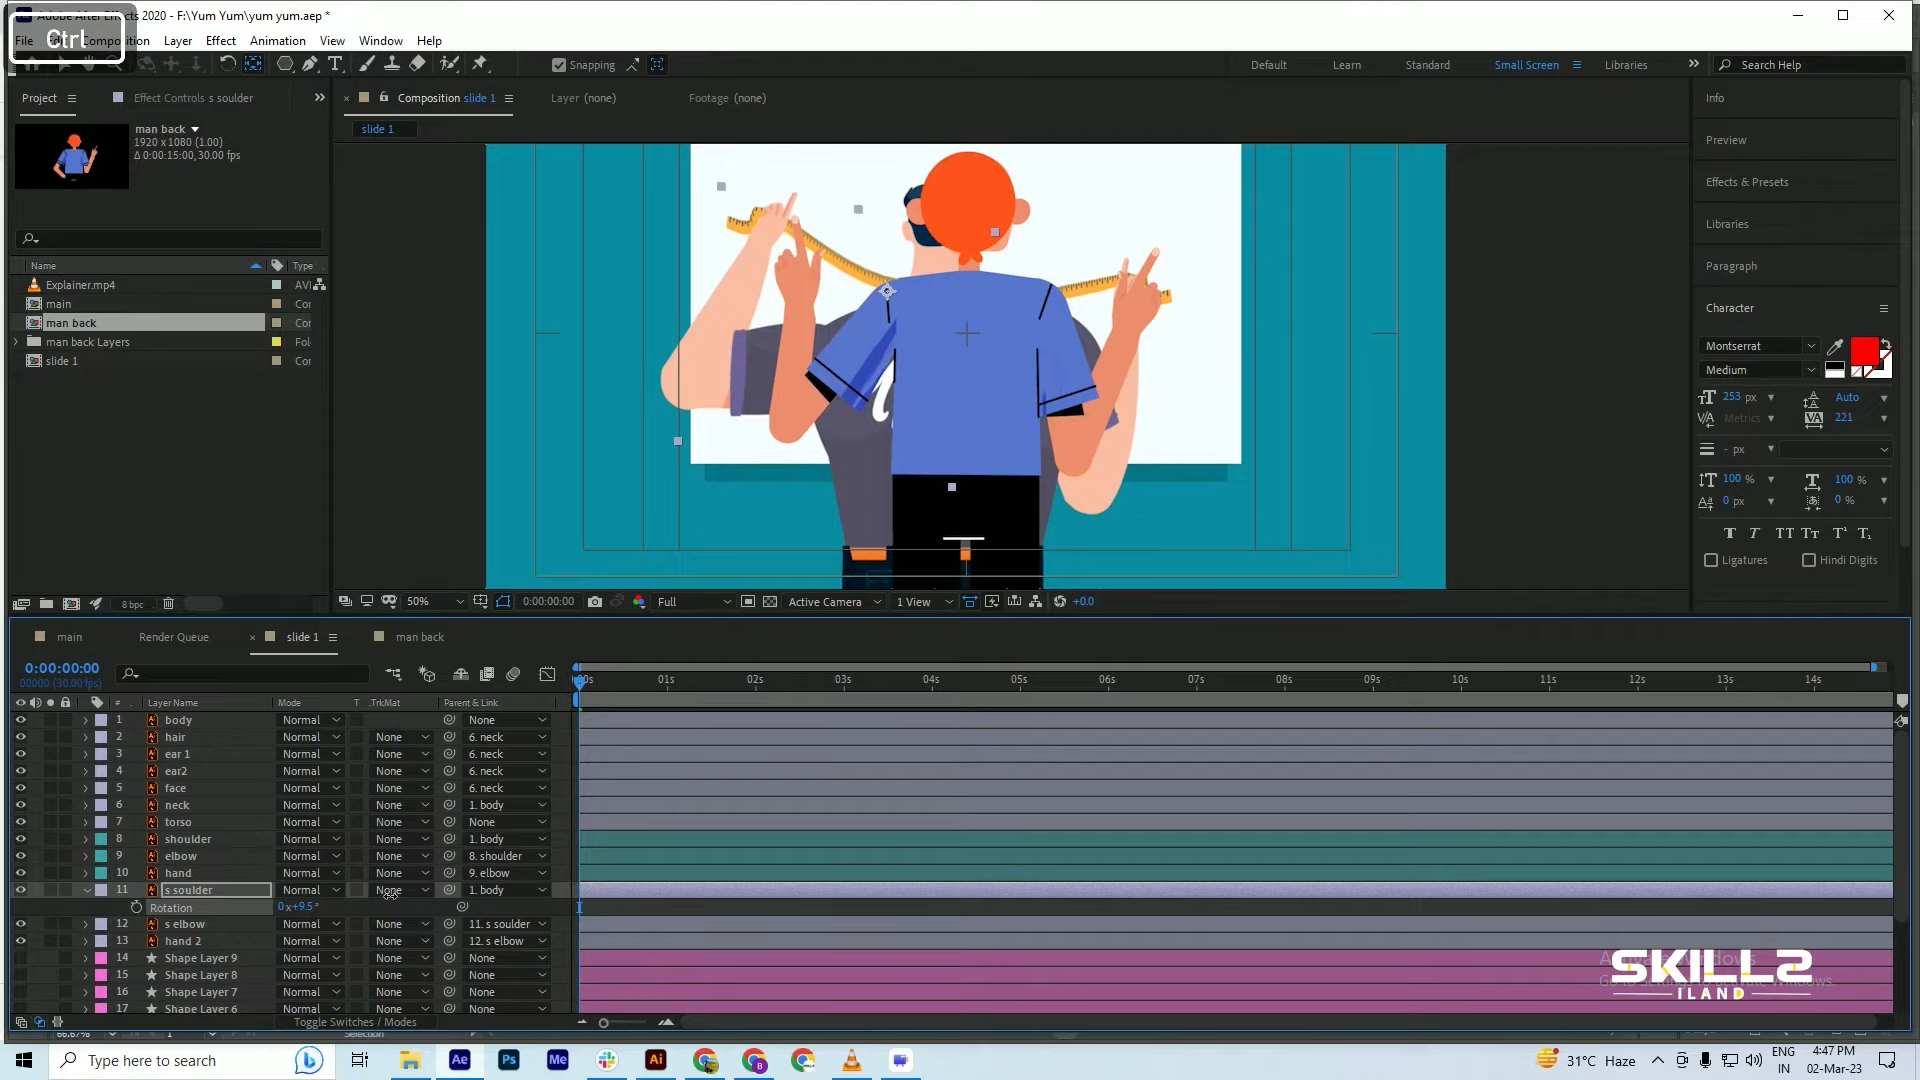 Adobe After Effects 2020 - F:\Yum Yum\yum yum.aep *
Ctrl
File Composition Layer Effect Animation View Window Help
Snapping
Default Learn Standard Small Screen Libraries Search Help
Project Effect Controls s soulder
Composition slide 1 Layer (none) Footage (none)
slide 1
man back
1920 x 1080 (1.00)
Δ 0:00:15:00, 30.00 fps
Name Type
Explainer.mp4 AVI
main Cor
man back Cor
man back Layers Fol
slide 1 Cor
8 bpc
50% 0:00:00:00 Full Active Camera 1 View +0.0
Info
Preview
Effects & Presets
Libraries
Paragraph
Character
Montserrat
Medium
253 px Auto
Metrics 221
- px
100 % 100 %
0 px 0 %
T T TT Tt T¹ T₁
Ligatures Hindi Digits
main Render Queue slide 1 man back
0:00:00:00
00000 (30.00 fps)
00s 01s 02s 03s 04s 05s 06s 07s 08s 09s 10s 11s 12s 13s 14s
# Layer Name Mode T .TrkMat Parent & Link
1 body Normal None
2 hair Normal None 6. neck
3 ear 1 Normal None 6. neck
4 ear2 Normal None 6. neck
5 face Normal None 6. neck
6 neck Normal None 1. body
7 torso Normal None None
8 shoulder Normal None 1. body
9 elbow Normal None 8. shoulder
10 hand Normal None 9. elbow
11 s soulder Normal None 1. body
Rotation 0x+9.5°
12 s elbow Normal None 11. s soulder
13 hand 2 Normal None 12. s elbow
14 Shape Layer 9 Normal None None
15 Shape Layer 8 Normal None None
16 Shape Layer 7 Normal None None
17 Shape Layer 6 Normal None None
Toggle Switches / Modes
SKILLS
ILAND
Type here to search
Ae Ps Me Ai
31°C Haze
ENG
IN
4:47 PM
02-Mar-23